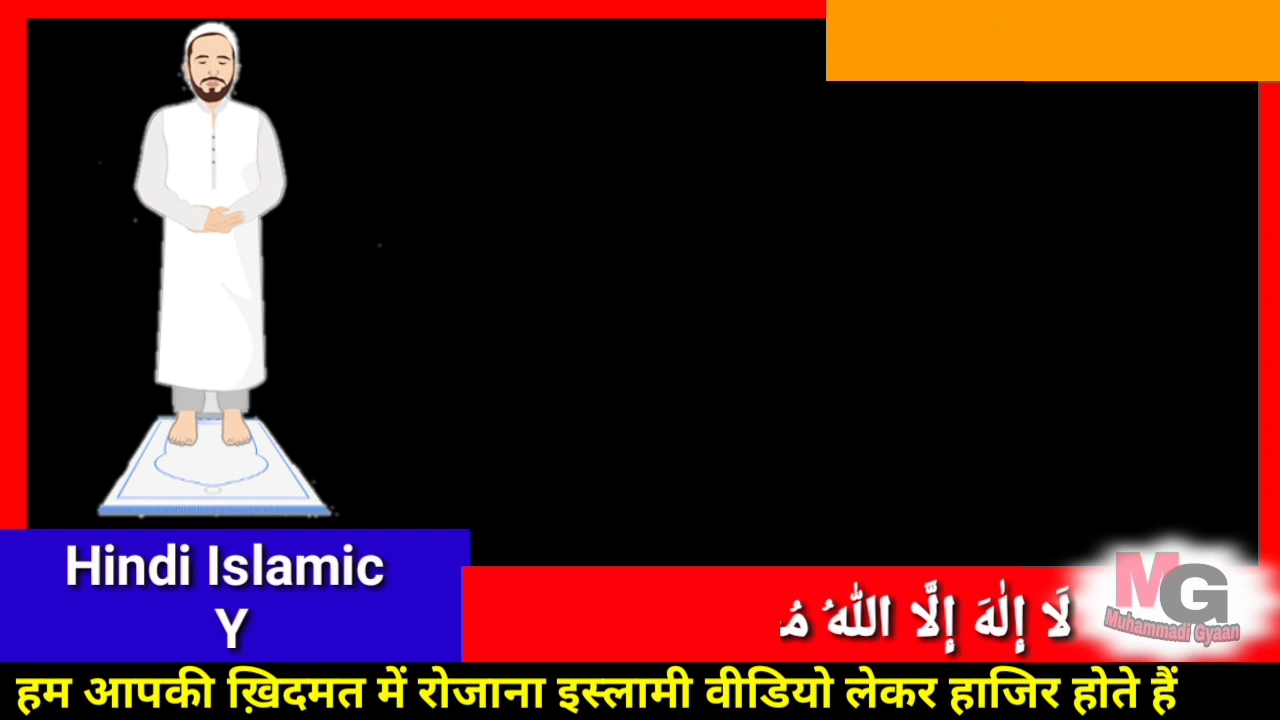 Hindi Islamic
Y
لَا إِلٰهَ إِلَّا اللّٰهُ مُ
MG
Muhammadi Gyaan
हम आपकी ख़िदमत में रोजाना इस्लामी वीडियो लेकर हाजिर होते हैं